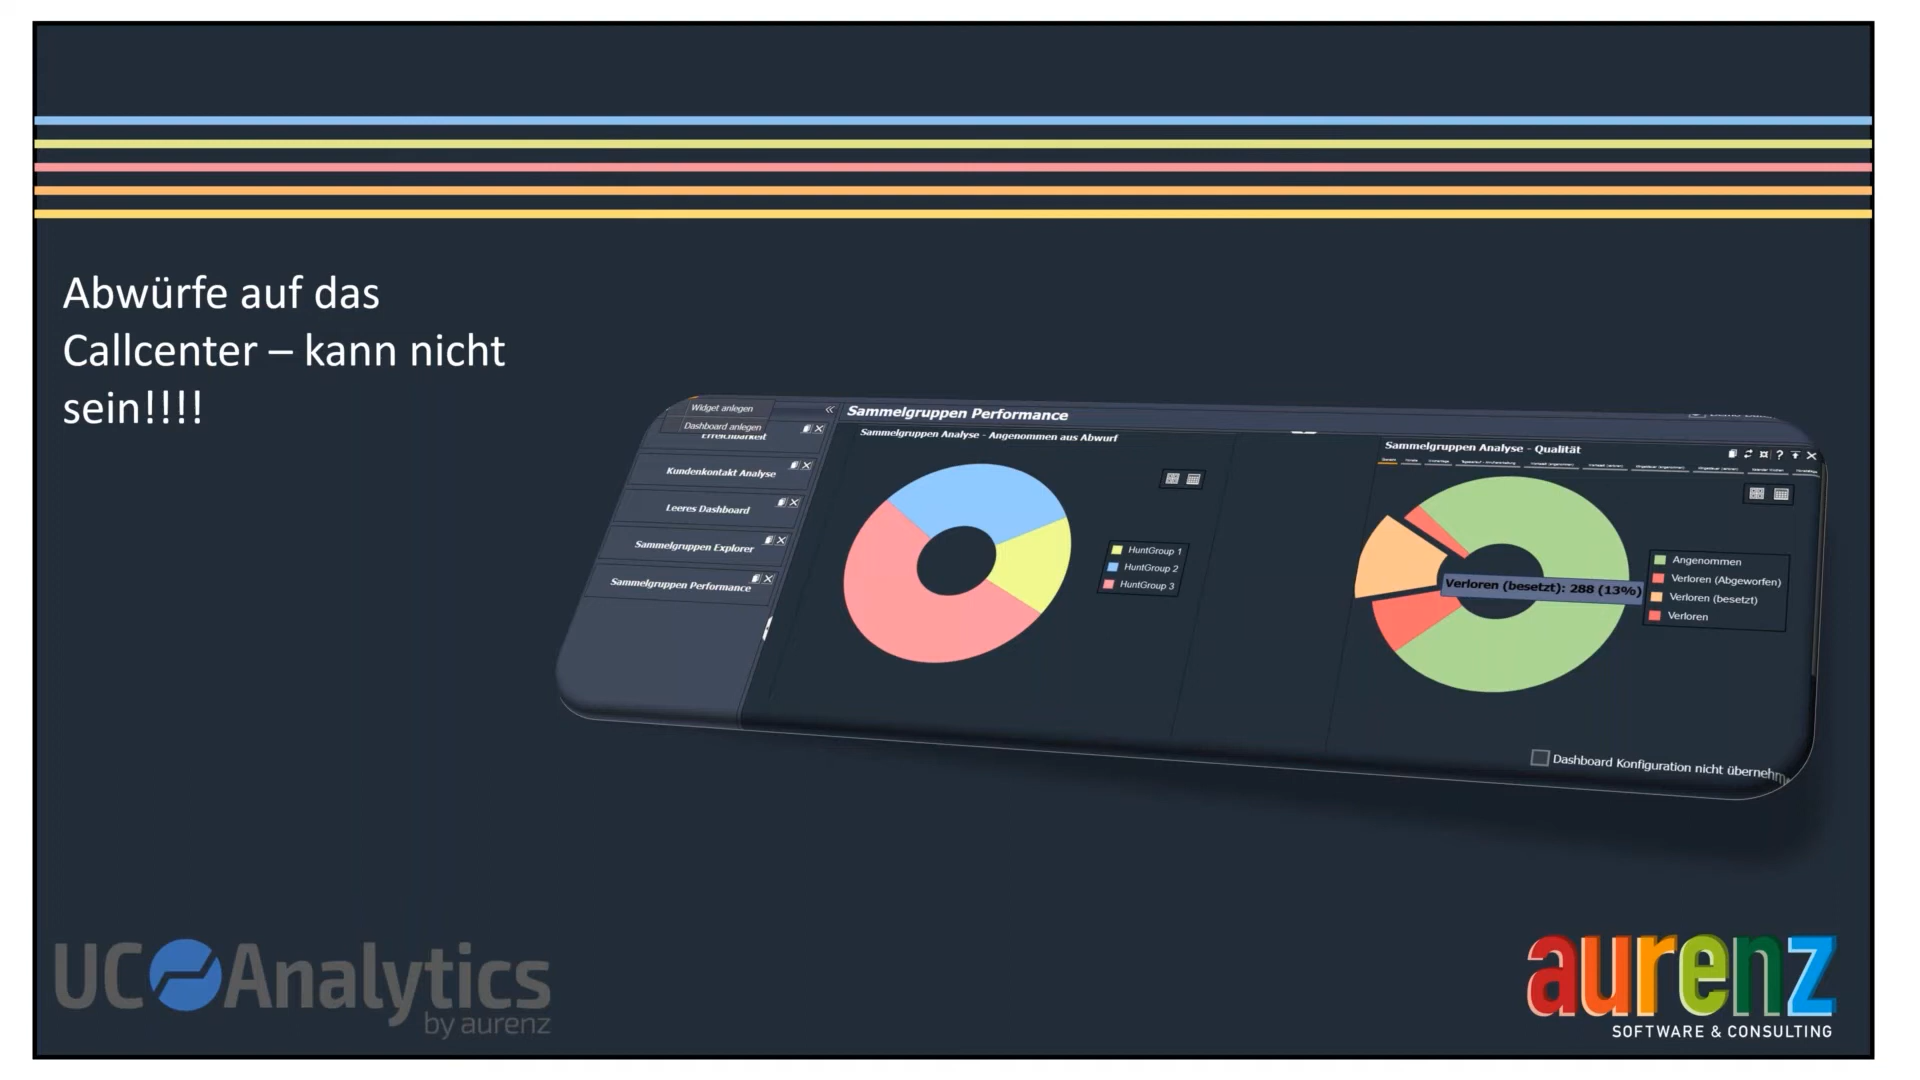 Abwürfe auf das
Callcenter – kann nicht
sein!!!!
Widget anlegen
Dashboard anlegen
Erreichbarkeit
Kundenkontakt Analyse
Leeres Dashboard
Sammelgruppen Explorer
Sammelgruppen Performance
Sammelgruppen Performance
Sammelgruppen Analyse - Angenommen aus Abwurf
HuntGroup 1
HuntGroup 2
HuntGroup 3
Sammelgruppen Analyse - Qualität
Verloren (besetzt): 288 (13%)
Angenommen
Verloren (Abgeworfen)
Verloren (besetzt)
Verloren
Dashboard Konfiguration nicht übernehm
UC Analytics
by aurenz
aurenz
SOFTWARE & CONSULTING